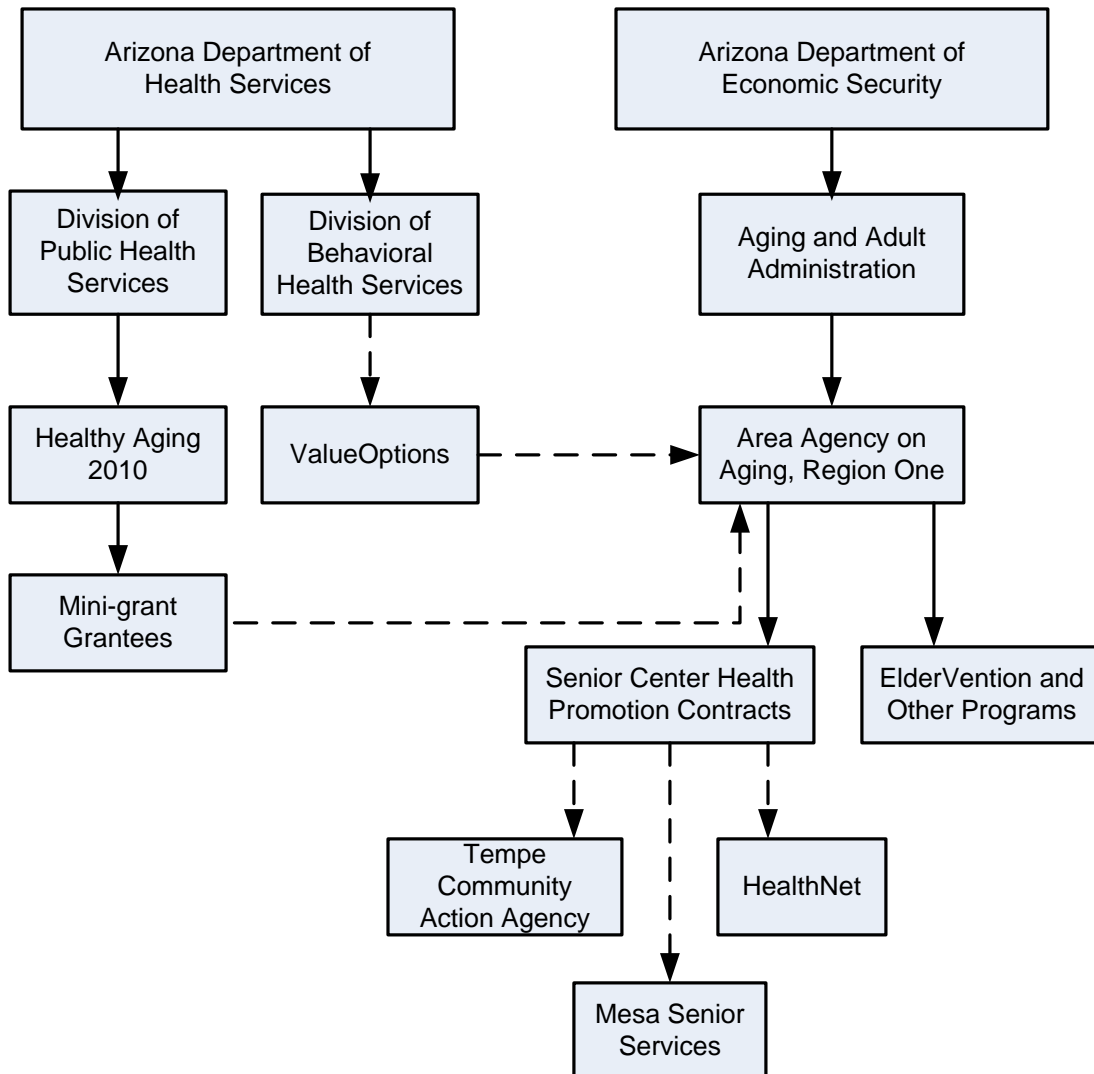 Arizona Department of
Health Services
Arizona Department of
Economic Security
Division of
Public Health
Services
Division of
Behavioral
Health Services
Aging and Adult
Administration
Healthy Aging
2010
ValueOptions
Area Agency on
Aging, Region One
Mini-grant
Grantees
Senior Center Health
Promotion Contracts
ElderVention and
Other Programs
Tempe
Community
Action Agency
HealthNet
Mesa Senior
Services